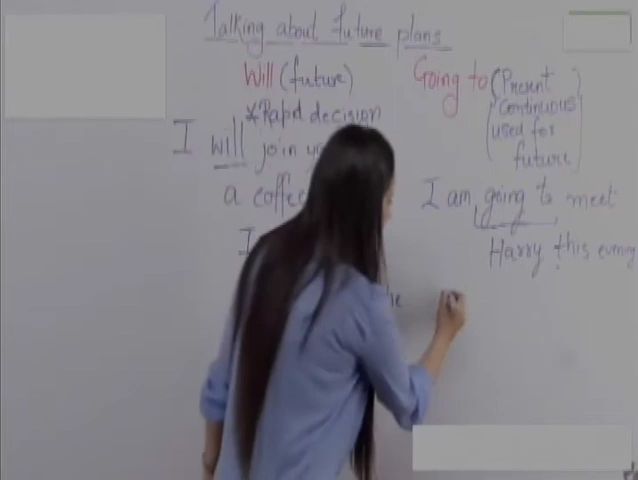 Talking about future plans
Will (future)
*Rapid decision
I will join
a coffee
I
Going to (Present
Continuous
used for
future)
I am going to meet
Harry this evening